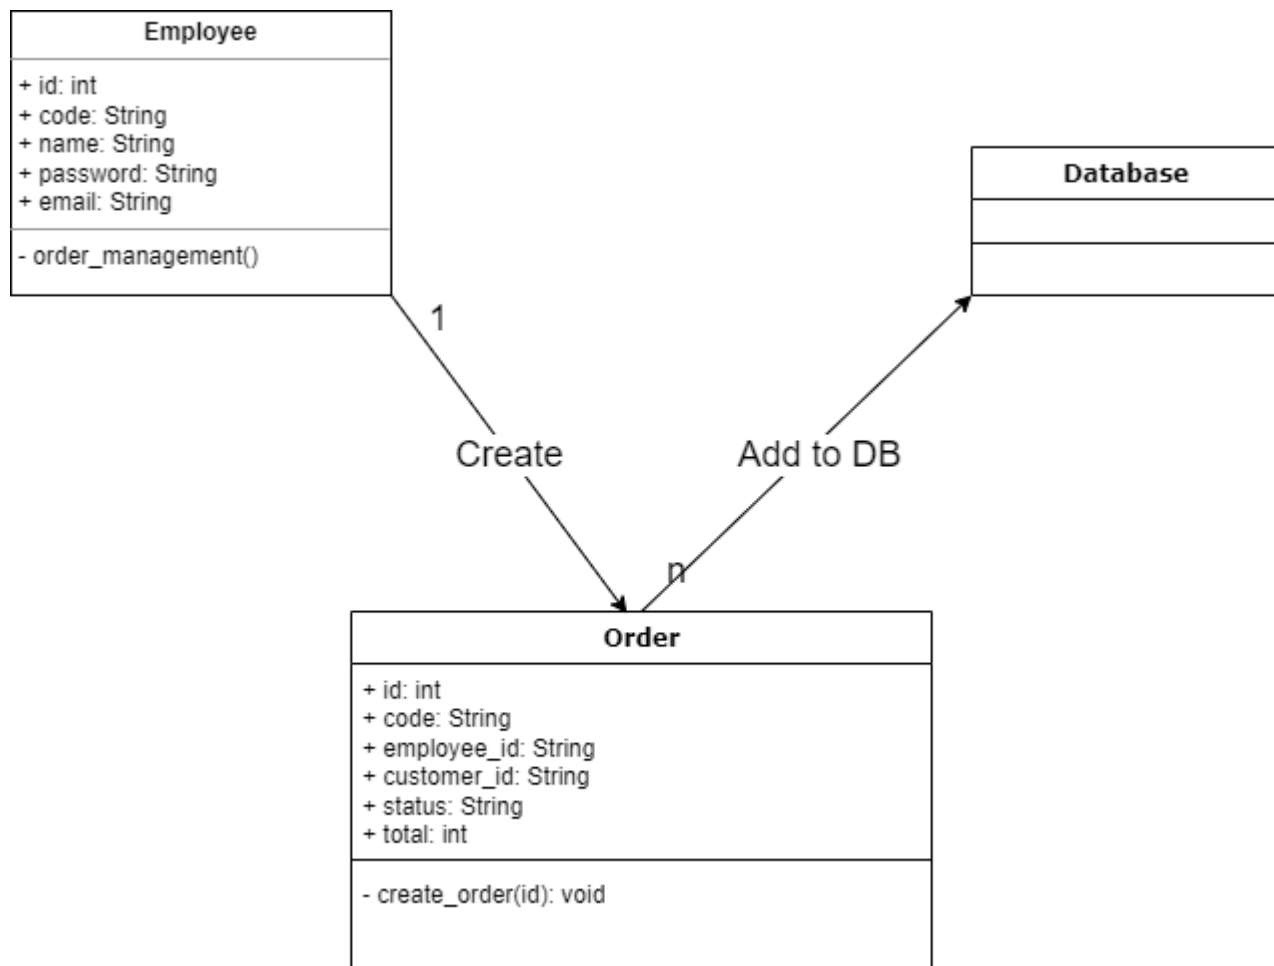 Employee
+ id: int
+ code: String
+ name: String
+ password: String
+ email: String
- order_management()
Database
1
Create
Add to DB
n
Order
+ id: int
+ code: String
+ employee_id: String
+ customer_id: String
+ status: String
+ total: int
- create_order(id): void